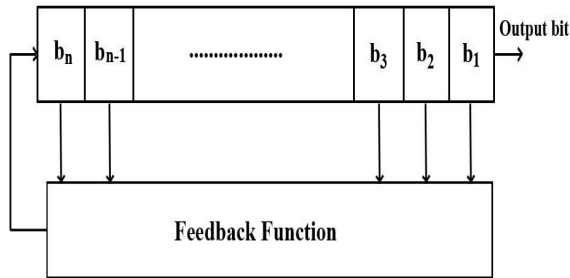 Output bit
bₙ bₙ₋₁ .................. b₃ b₂ b₁
Feedback Function